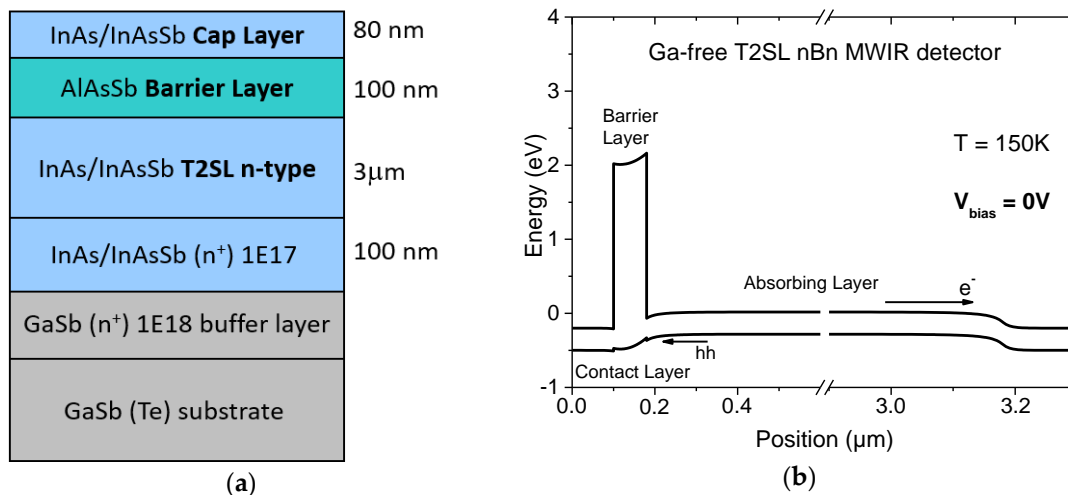 InAs/InAsSb Cap Layer
80 nm
AlAsSb Barrier Layer
100 nm
InAs/InAsSb T2SL n-type
3μm
InAs/InAsSb (n⁺) 1E17
100 nm
GaSb (n⁺) 1E18 buffer layer
GaSb (Te) substrate
(a)
Ga-free T2SL nBn MWIR detector
Barrier
Layer
T = 150K
V_bias = 0V
Absorbing Layer
e⁻
hh
Contact Layer
Energy (eV)
4
3
2
1
0
-1
0.0
0.2
0.4
3.0
3.2
Position (µm)
(b)